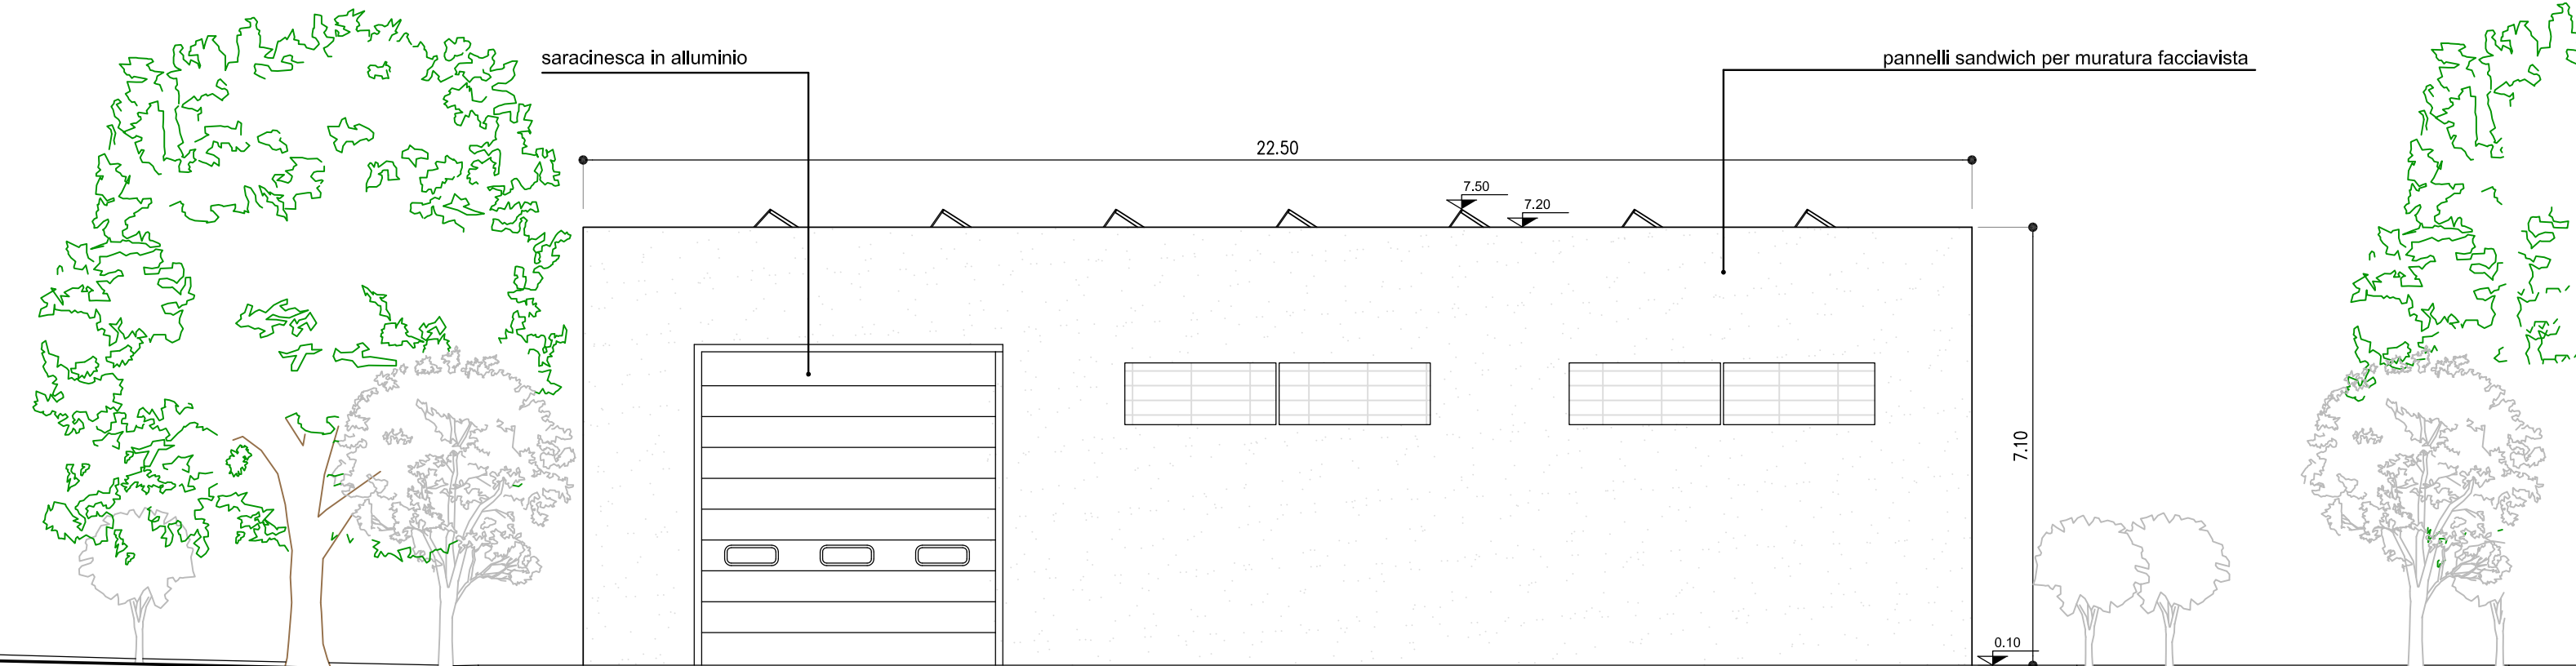 saracinesca in alluminio
pannelli sandwich per muratura facciavista
22.50
7.50
7.20
7.10
0.10